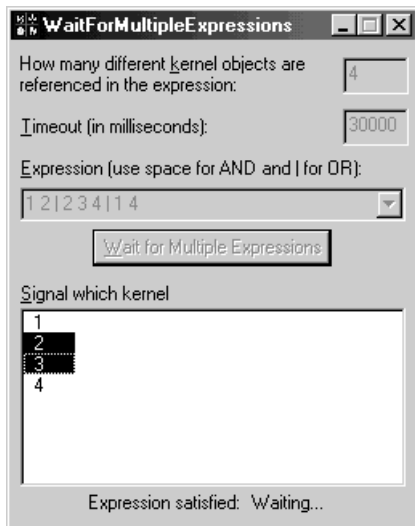 WaitForMultipleExpressions
How many different kernel objects are
referenced in the expression:
4
Timeout (in milliseconds):
30000
Expression (use space for AND and | for OR):
1 2 | 2 3 4 | 1 4
Wait for Multiple Expressions
Signal which kernel
1
2
3
4
Expression satisfied: Waiting...